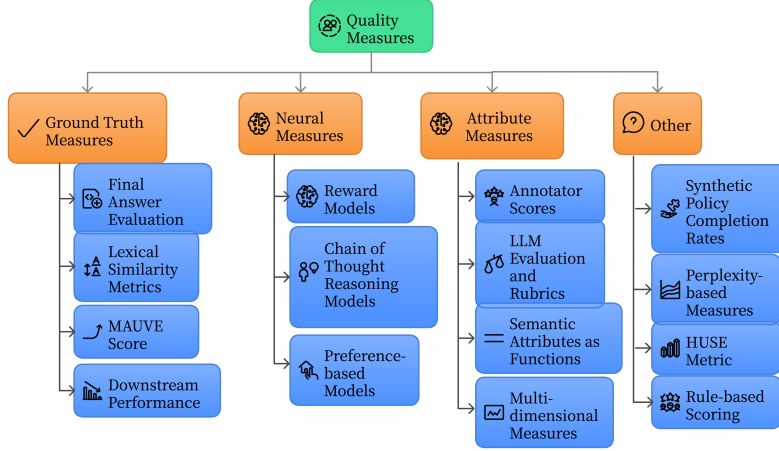 Quality
Measures
Ground Truth
Measures
Final
Answer
Evaluation
Lexical
Similarity
Metrics
MAUVE
Score
Downstream
Performance
Neural
Measures
Reward
Models
Chain of
Thought
Reasoning
Models
Preference-
based
Models
Attribute
Measures
Annotator
Scores
LLM
Evaluation
and
Rubrics
Semantic
Attributes as
Functions
Multi-
dimensional
Measures
Other
Synthetic
Policy
Completion
Rates
Perplexity-
based
Measures
HUSE
Metric
Rule-based
Scoring